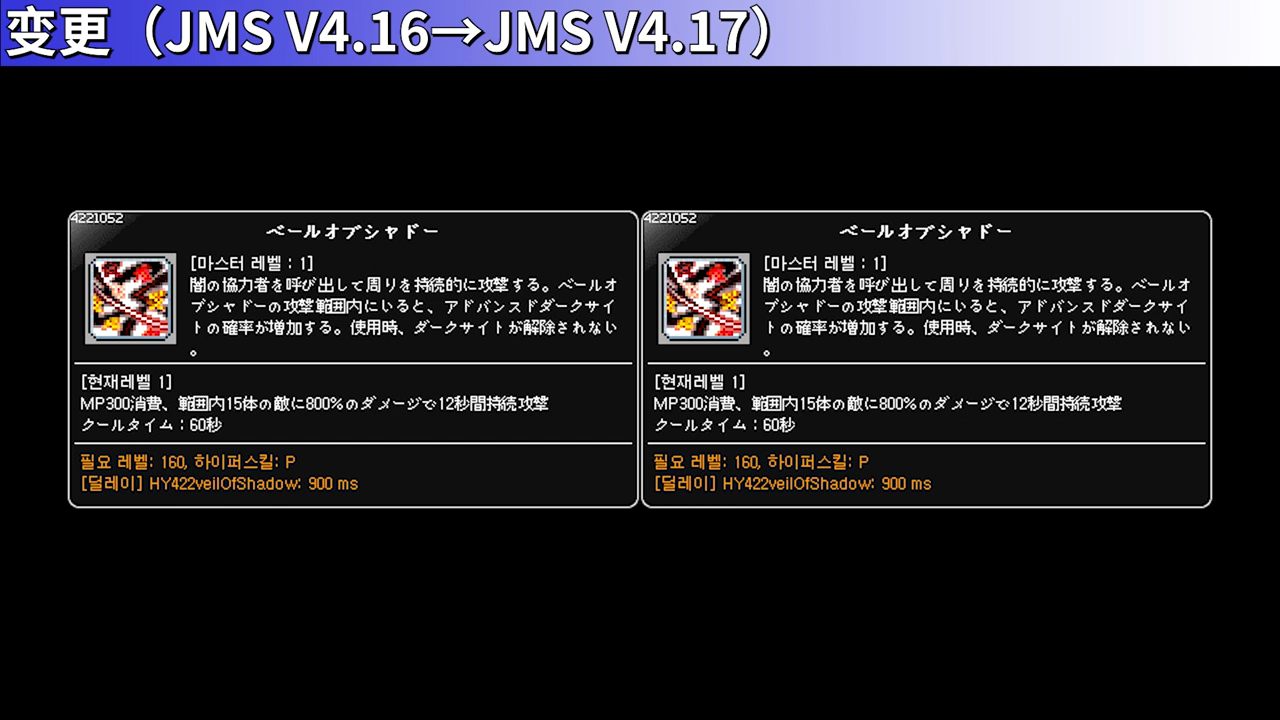 変更（JMS V4.16→JMS V4.17）
4221052
ベールオブシャドー
[마스터 레벨 : 1]
闇の協力者を呼び出して周りを持続的に攻撃する。ベールオ
ブシャドーの攻撃範囲内にいると、アドバンスドダークサイ
トの確率が増加する。使用時、ダークサイトが解除されない
。
[현재레벨 1]
MP300消費、範囲内15体の敵に800%のダメージで12秒間持続攻撃
クールタイム：60秒
필요 레벨: 160, 하이퍼스킬: P
[딜레이] HY422veilOfShadow: 900 ms
4221052
ベールオブシャドー
[마스터 레벨 : 1]
闇の協力者を呼び出して周りを持続的に攻撃する。ベールオ
ブシャドーの攻撃範囲内にいると、アドバンスドダークサイ
トの確率が増加する。使用時、ダークサイトが解除されない
。
[현재레벨 1]
MP300消費、範囲内15体の敵に800%のダメージで12秒間持続攻撃
クールタイム：60秒
필요 레벨: 160, 하이퍼스킬: P
[딜레이] HY422veilOfShadow: 900 ms